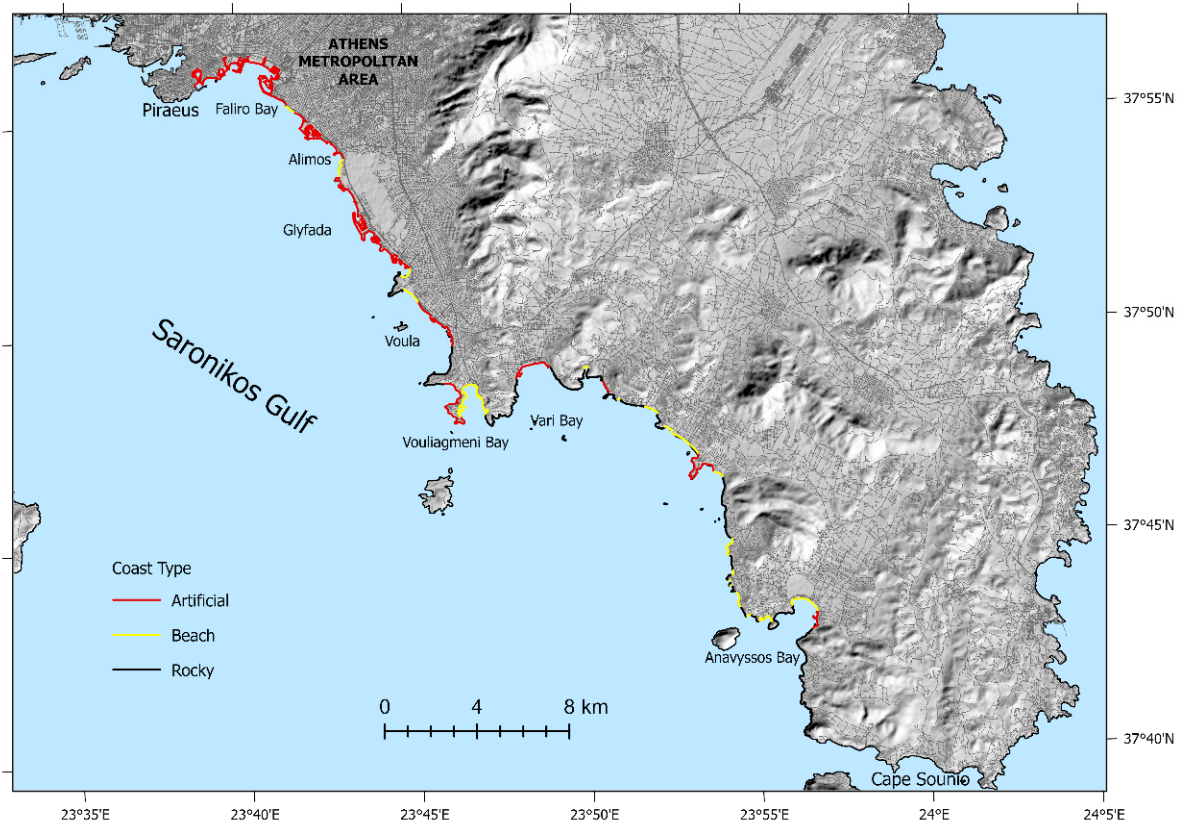 ATHENS
METROPOLITAN
AREA
Piraeus
Faliro Bay
37°55'N
Alimos
Glyfada
37°50'N
Saronikos Gulf
Voula
Vari Bay
Vouliagmeni Bay
37°45'N
Coast Type
Artificial
Beach
Rocky
Anavyssos Bay
0 4 8 km
37°40'N
Cape Sounio
23°35'E 23°40'E 23°45'E 23°50'E 23°55'E 24°E 24°5'E